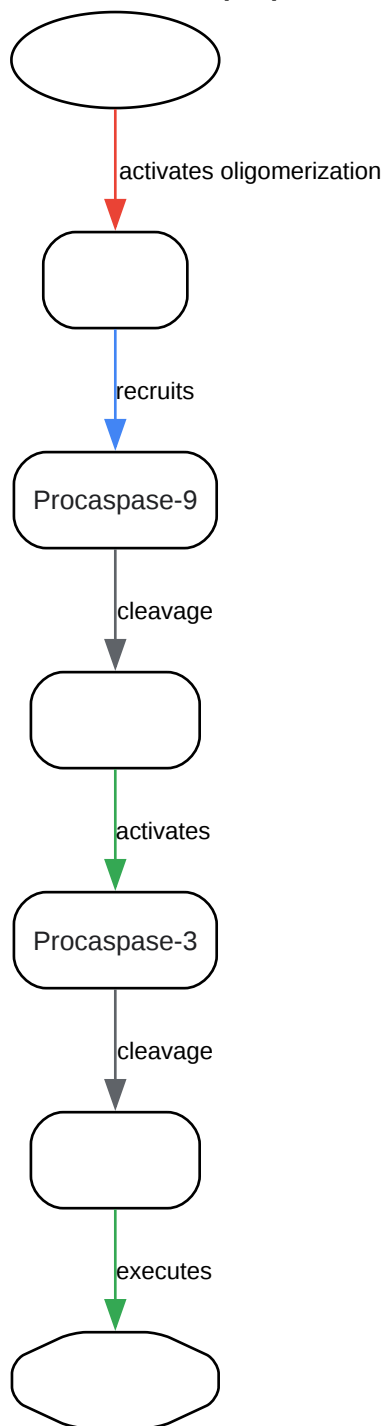 activates oligomerization
recruits
Procaspase-9
cleavage
activates
Procaspase-3
cleavage
executes